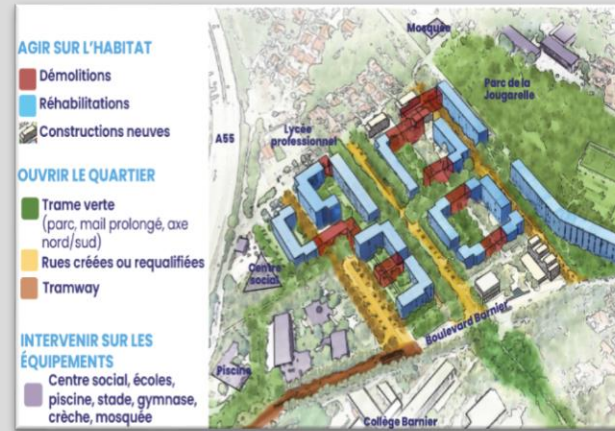 AGIR SUR L'HABITAT
Démolitions
Réhabilitations
Constructions neuves
OUVRIR LE QUARTIER
Trame verte
(parc, mail prolongé, axe
nord/sud)
Rues créées ou requalifiées
Tramway
INTERVENIR SUR LES
ÉQUIPEMENTS
Centre social, écoles,
piscine, stade, gymnase,
crèche, mosquée
Mosquée
Parc de la
Jougarelle
A55
Lycée
professionnel
Centre
social
Boulevard Barnier
Piscine
Collège Barnier